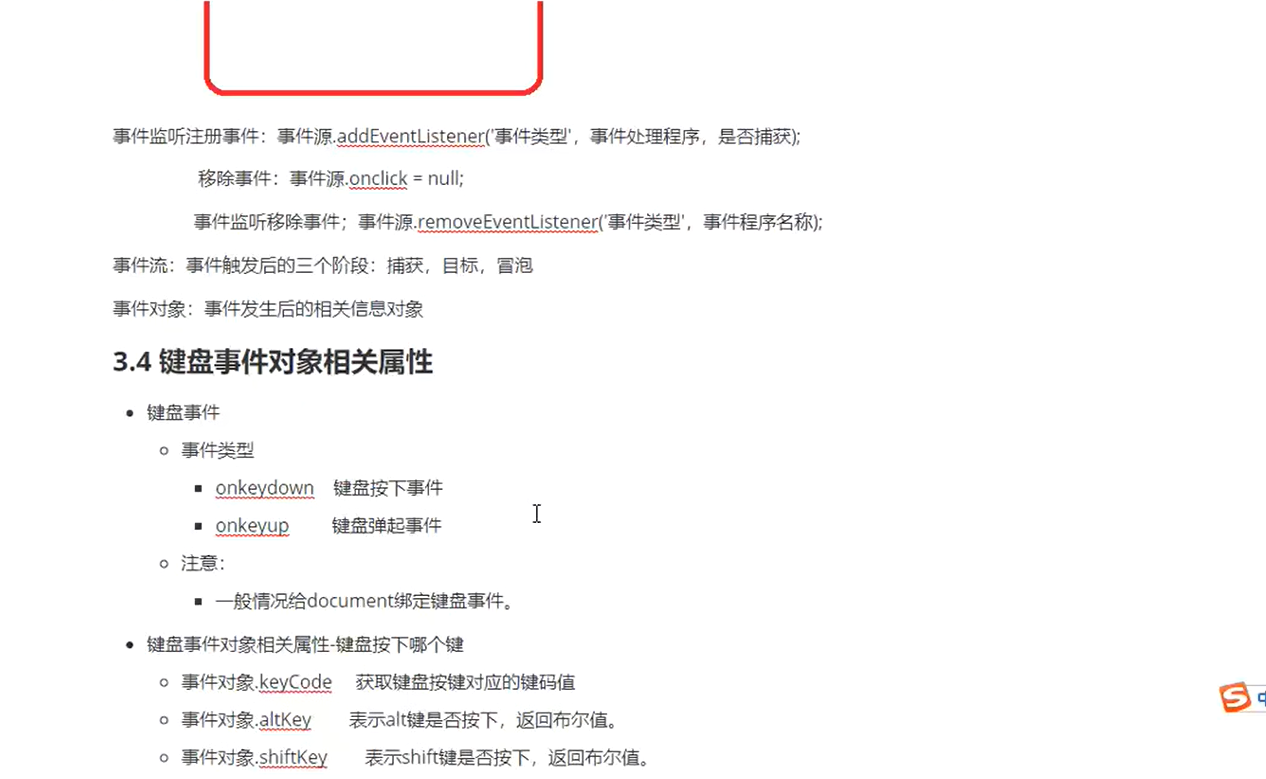 事件监听注册事件：事件源.addEventListener('事件类型'，事件处理程序，是否捕获);
移除事件：事件源.onclick = null;
事件监听移除事件；事件源.removeEventListener('事件类型'，事件程序名称);
事件流：事件触发后的三个阶段：捕获，目标，冒泡
事件对象：事件发生后的相关信息对象
3.4 键盘事件对象相关属性
键盘事件
事件类型
onkeydown 键盘按下事件
onkeyup 键盘弹起事件
注意：
一般情况给document绑定键盘事件。
键盘事件对象相关属性-键盘按下哪个键
事件对象.keyCode 获取键盘按键对应的键码值
事件对象.altKey 表示alt键是否按下，返回布尔值。
事件对象.shiftKey 表示shift键是否按下，返回布尔值。